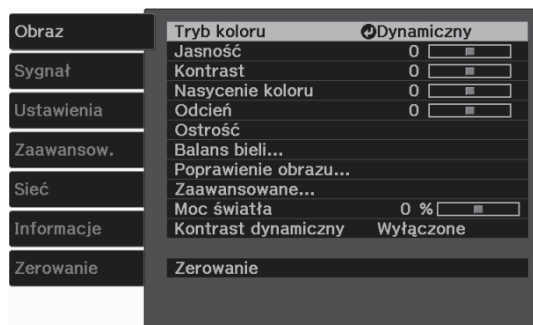 Obraz
Sygnał
Ustawienia
Zaawansow.
Sieć
Informacje
Zerowanie
Tryb koloru Dynamiczny
Jasność 0
Kontrast 0
Nasycenie koloru 0
Odcień 0
Ostrość
Balans bieli...
Poprawienie obrazu...
Zaawansowane...
Moc światła 0 %
Kontrast dynamiczny Wyłączone
Zerowanie